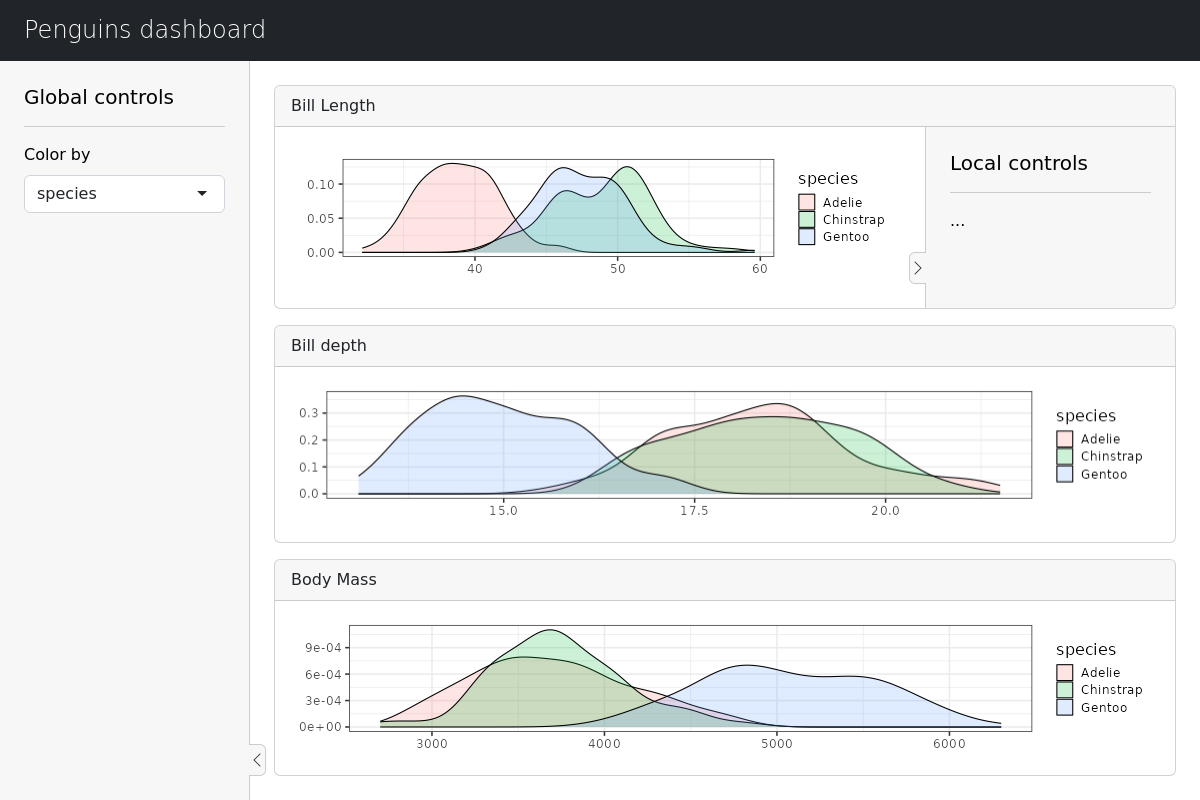 Penguins dashboard
Global controls
Color by
species
Bill Length
0.10
0.05
0.00
40 50 60
species
Adelie
Chinstrap
Gentoo
Local controls
...
Bill depth
0.3
0.2
0.1
0.0
15.0 17.5 20.0
species
Adelie
Chinstrap
Gentoo
Body Mass
9e-04
6e-04
3e-04
0e+00
3000 4000 5000 6000
species
Adelie
Chinstrap
Gentoo